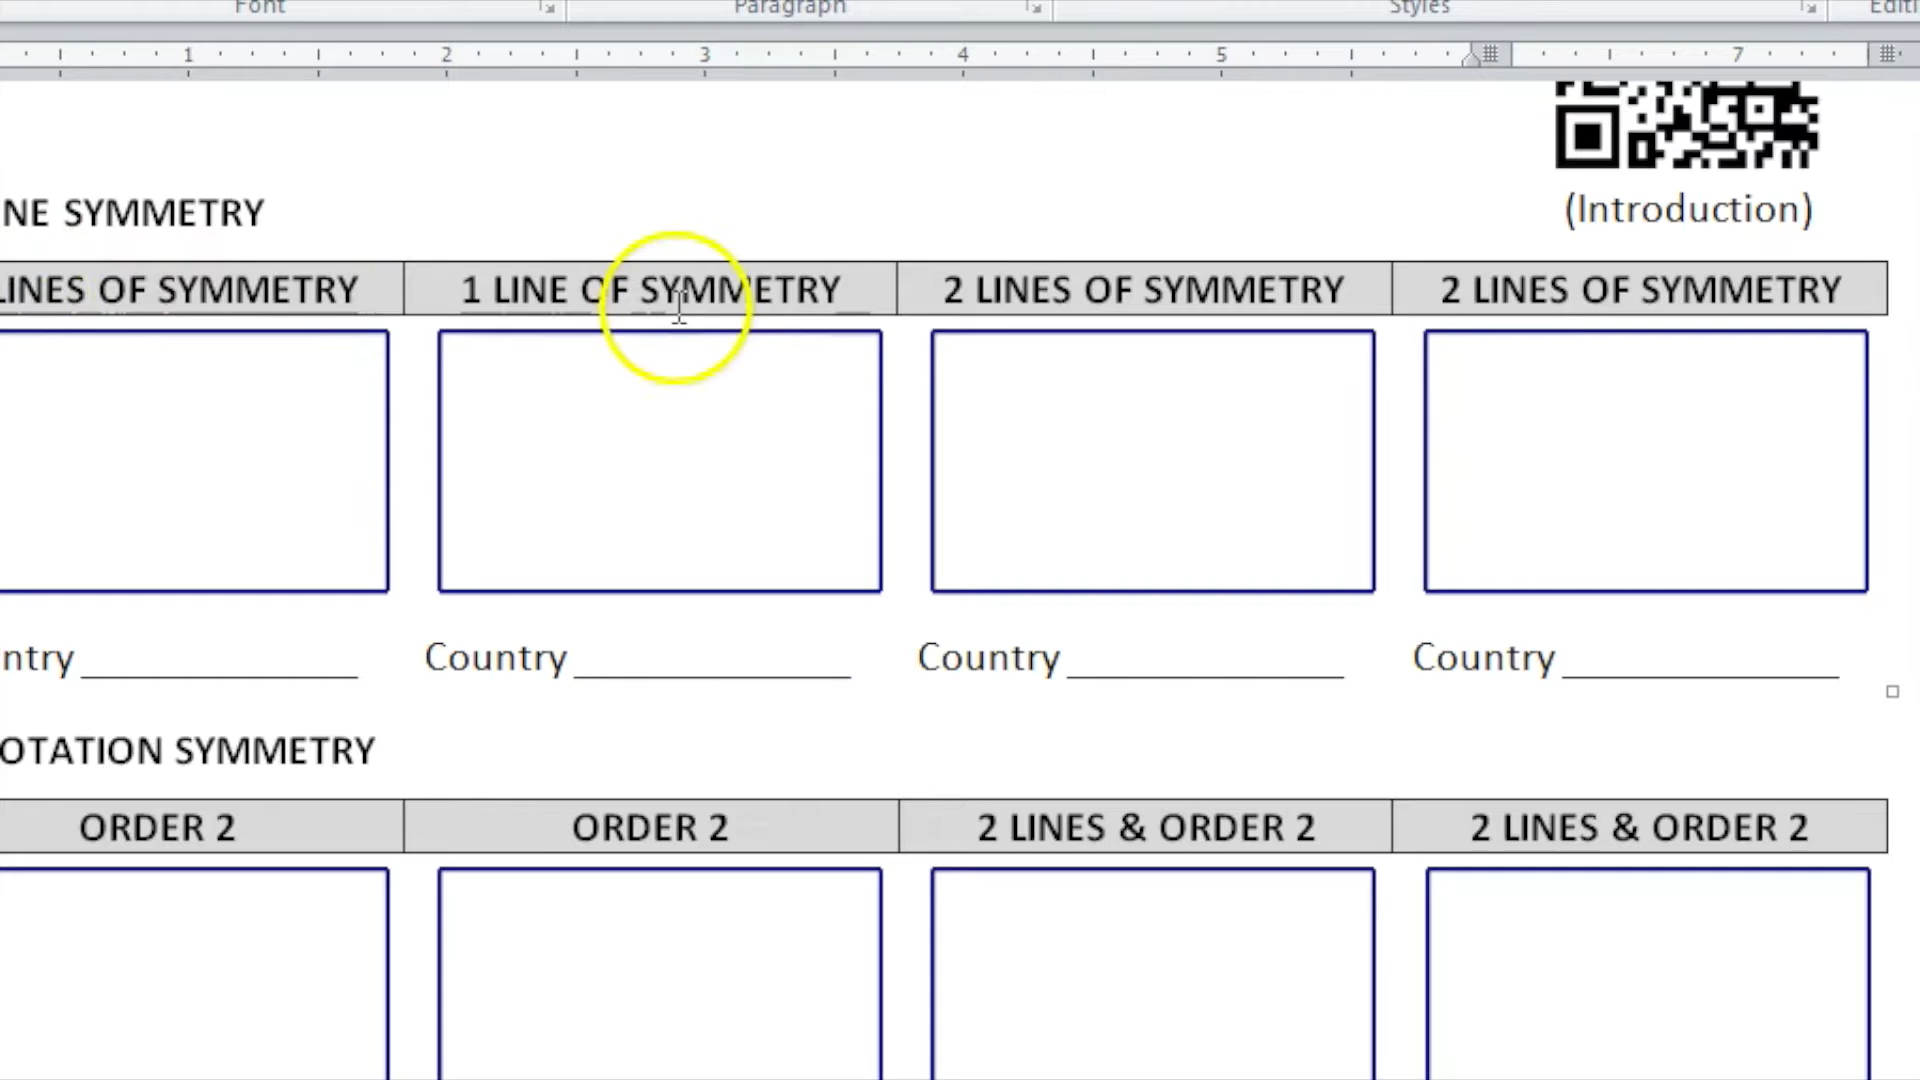 Font Paragraph Styles Editi
1 2 3 4 5 7
(Introduction)
NE SYMMETRY
LINES OF SYMMETRY 1 LINE OF SYMMETRY 2 LINES OF SYMMETRY 2 LINES OF SYMMETRY
ntry Country Country Country
OTATION SYMMETRY
ORDER 2 ORDER 2 2 LINES & ORDER 2 2 LINES & ORDER 2